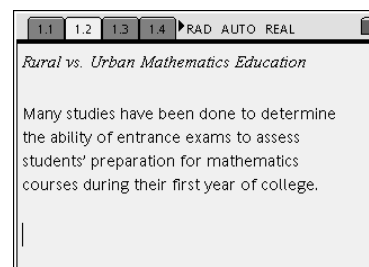 1.1 1.2 1.3 1.4 RAD AUTO REAL
Rural vs. Urban Mathematics Education
Many studies have been done to determine
the ability of entrance exams to assess
students' preparation for mathematics
courses during their first year of college.